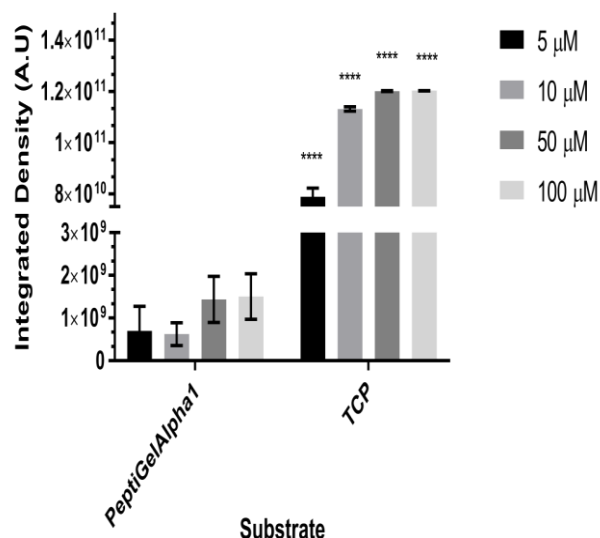 Integrated Density (A.U)
1.4×10¹¹
1.2×10¹¹
1×10¹¹
8×10¹⁰
3×10⁹
2×10⁹
1×10⁹
0
****
****
****
****
5 μM
10 μM
50 μM
100 μM
PeptiGelAlpha1
TCP
Substrate